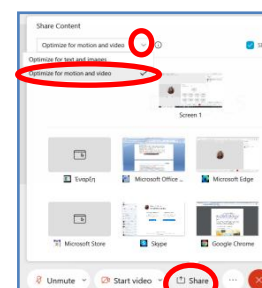 Share Content
Optimize for motion and video
Optimize for text and images
Optimize for motion and video
Screen 1
Έναρξη
Microsoft Office ...
Microsoft Edge
Microsoft Store
Skype
Google Chrome
Unmute
Start video
Share